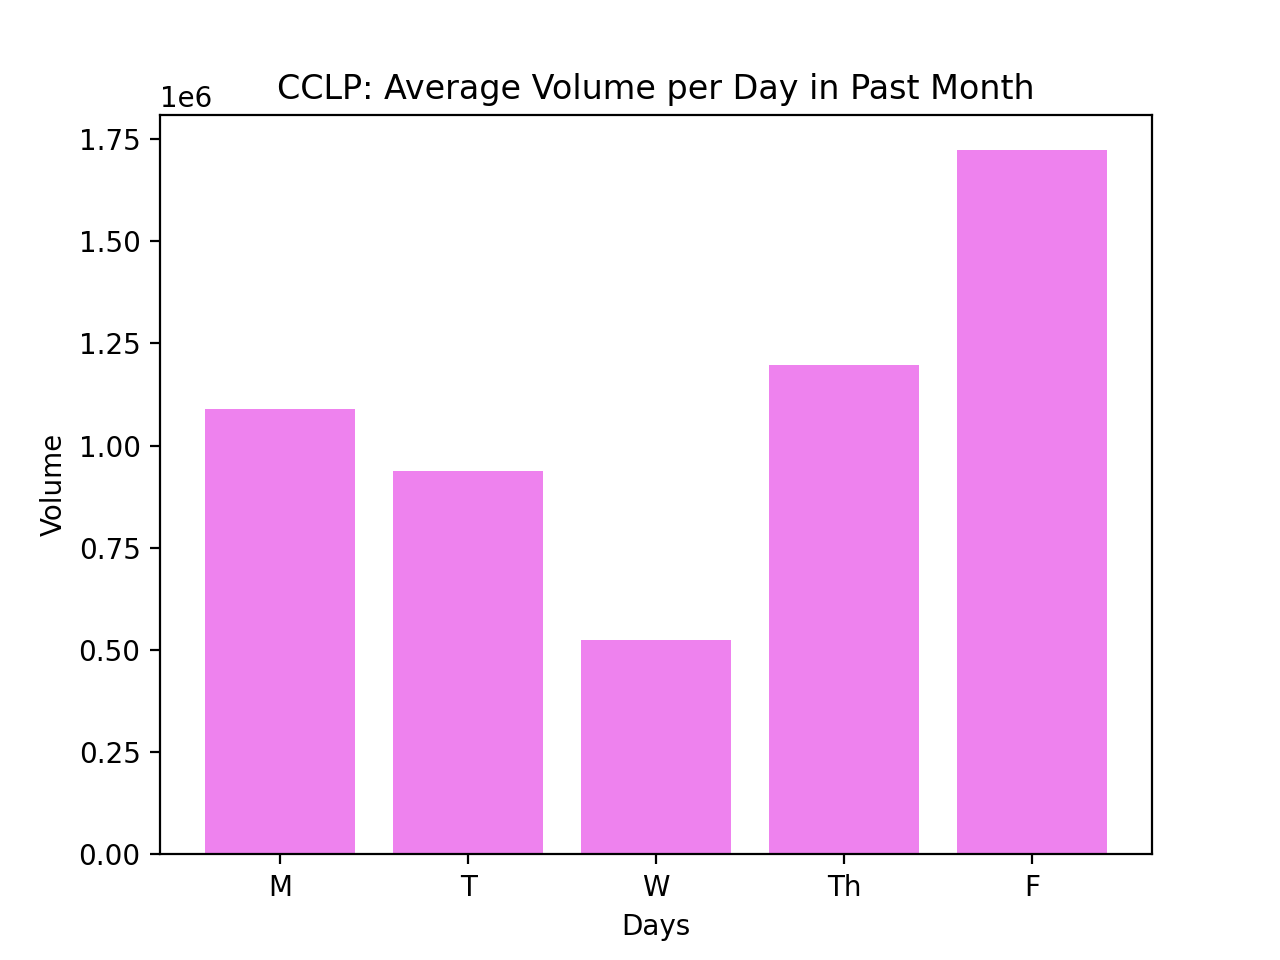 CCLP: Average Volume per Day in Past Month
1e6
1.75
1.50
1.25
1.00
0.75
0.50
0.25
0.00
Volume
M T W Th F
Days